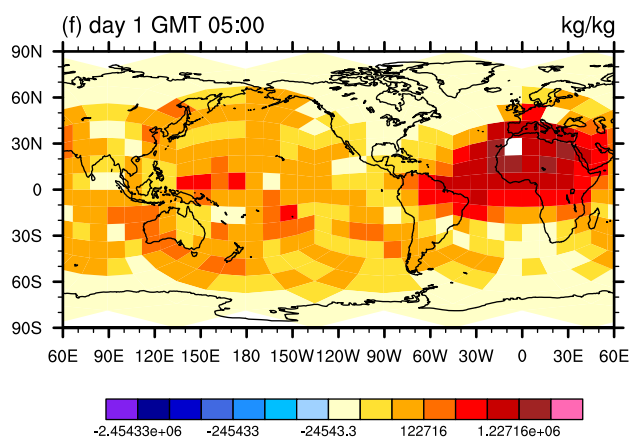 (f) day 1 GMT 05:00 kg/kg
90N
60N
30N
0
30S
60S
90S
60E 90E 120E 150E 180E 150W 120W 90W 60W 30W 0 30E 60E
-2.45433e+06 -245433 -24543.3 122716 1.22716e+06